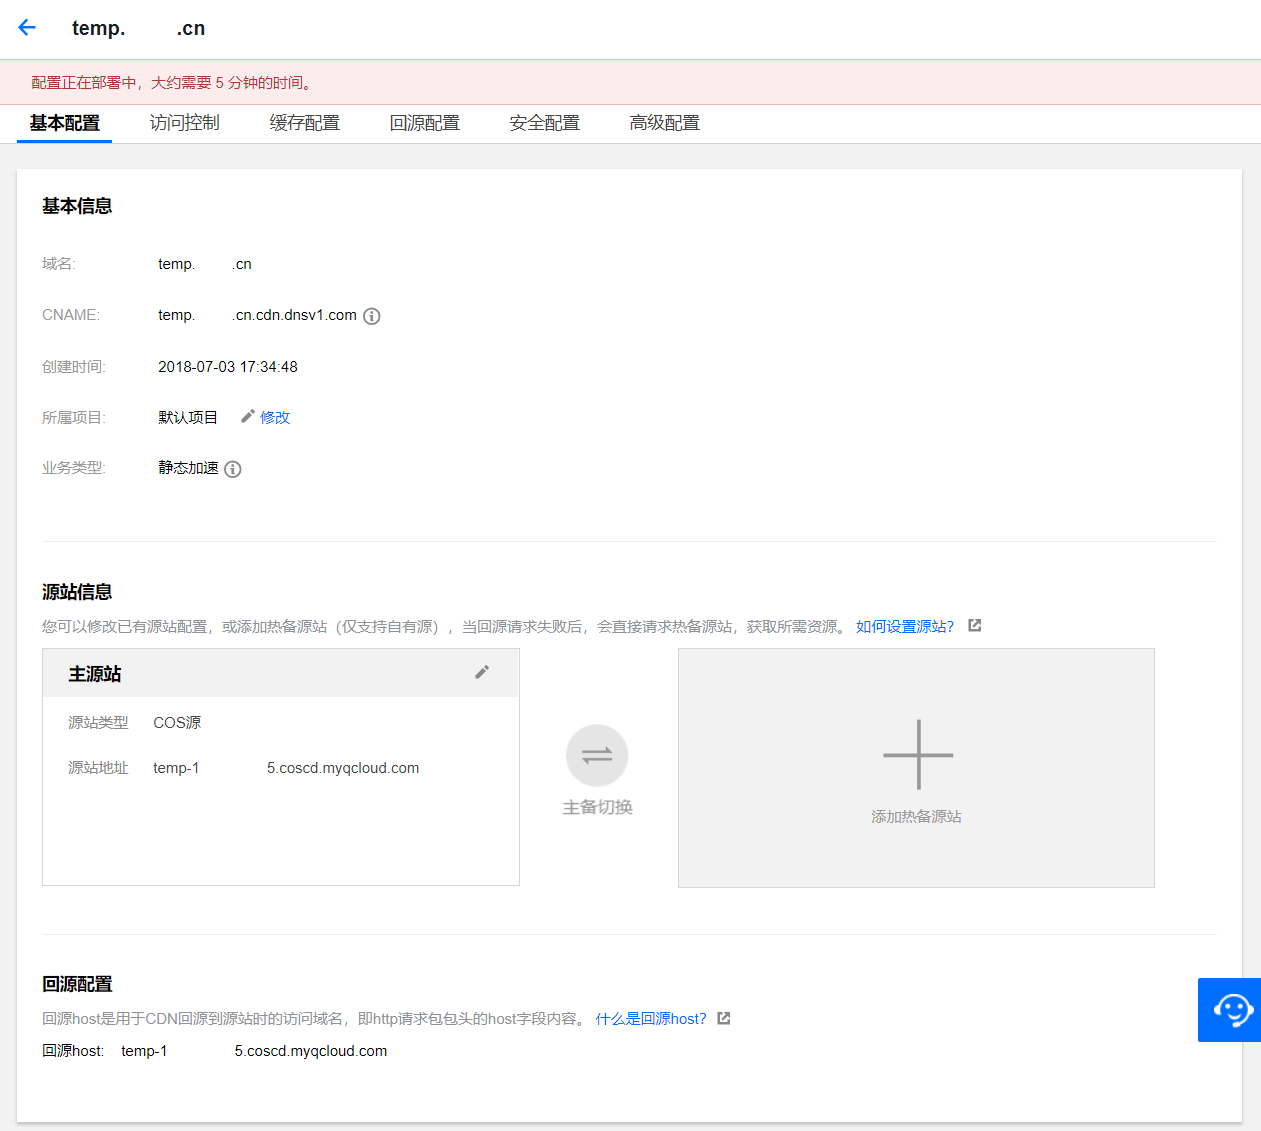 temp. .cn
配置正在部署中，大约需要 5 分钟的时间。
基本配置 访问控制 缓存配置 回源配置 安全配置 高级配置
基本信息
域名: temp. .cn
CNAME: temp. .cn.cdn.dnsv1.com
创建时间: 2018-07-03 17:34:48
所属项目: 默认项目 修改
业务类型: 静态加速
源站信息
您可以修改已有源站配置，或添加热备源站（仅支持自有源），当回源请求失败后，会直接请求热备源站，获取所需资源。 如何设置源站?
主源站
源站类型 COS源
源站地址 temp-1 5.coscd.myqcloud.com
主备切换
添加热备源站
回源配置
回源host是用于CDN回源到源站时的访问域名，即http请求包包头的host字段内容。 什么是回源host?
回源host: temp-1 5.coscd.myqcloud.com